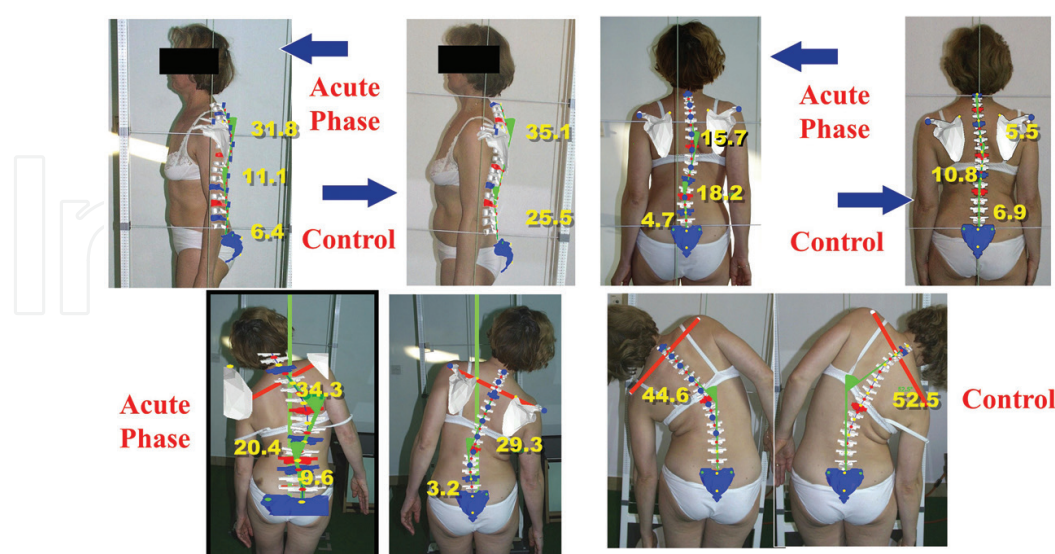 Acute
Phase
31.8
11.1
6.4
Control
35.1
25.5
Acute
Phase
15.7
18.2
4.7
Control
5.5
10.8
6.9
Acute
Phase
34.3
20.4
9.6
29.3
3.2
44.6
52.5
Control